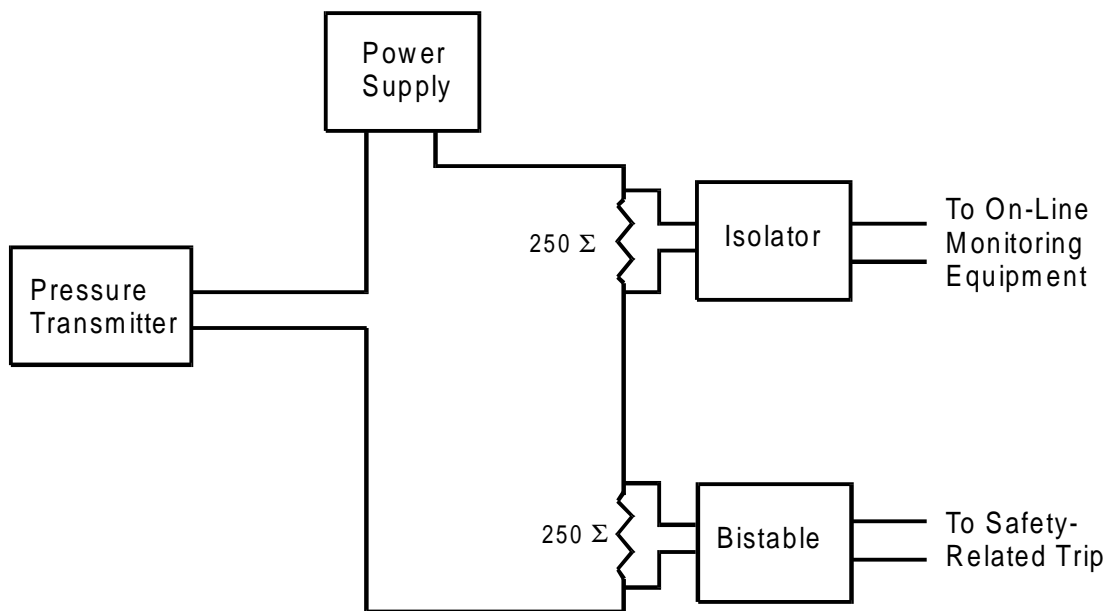 Power
Supply
Pressure
Transmitter
250 Σ
Isolator
To On-Line
Monitoring
Equipment
250 Σ
Bistable
To Safety-
Related Trip